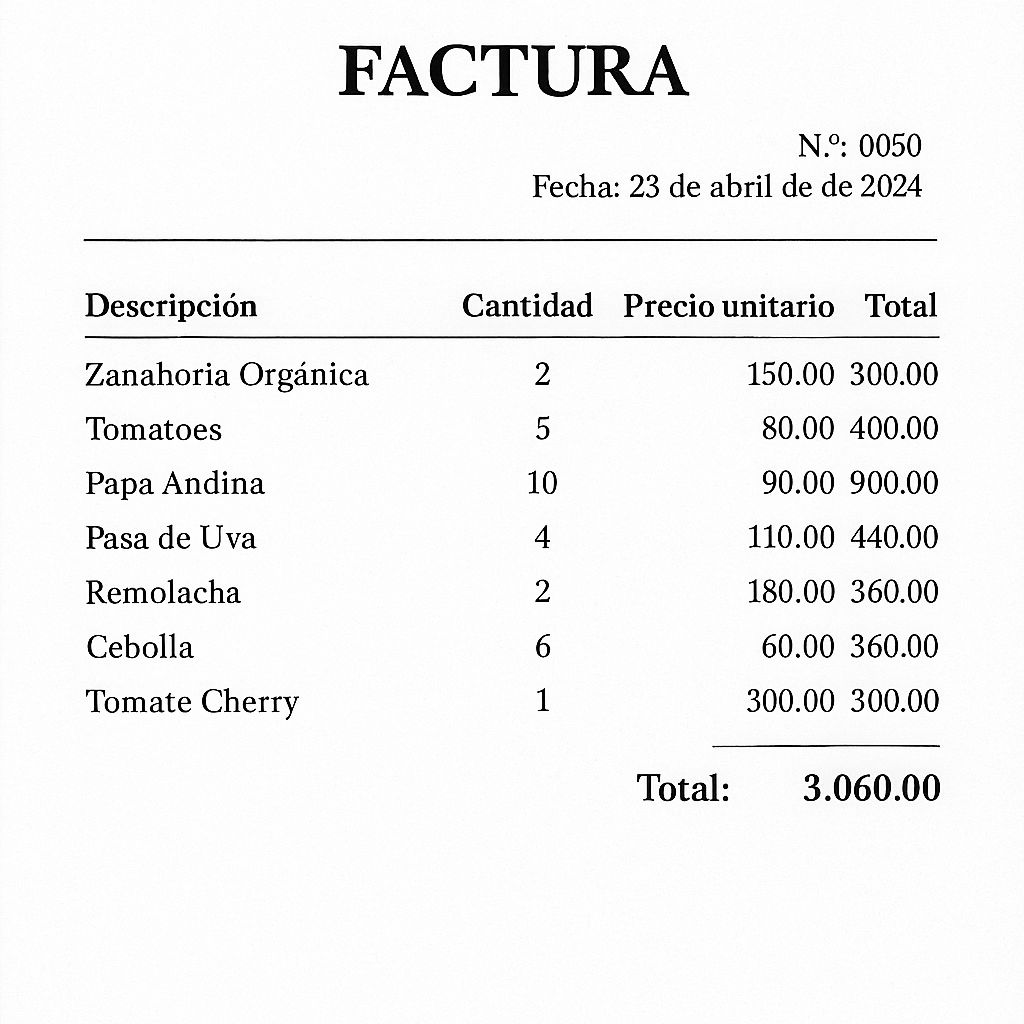 FACTURA
N.º: 0050
Fecha: 23 de abril de de 2024
Descripción Cantidad Precio unitario Total
Zanahoria Orgánica 2 150.00 300.00
Tomatoes 5 80.00 400.00
Papa Andina 10 90.00 900.00
Pasa de Uva 4 110.00 440.00
Remolacha 2 180.00 360.00
Cebolla 6 60.00 360.00
Tomate Cherry 1 300.00 300.00
Total: 3.060.00